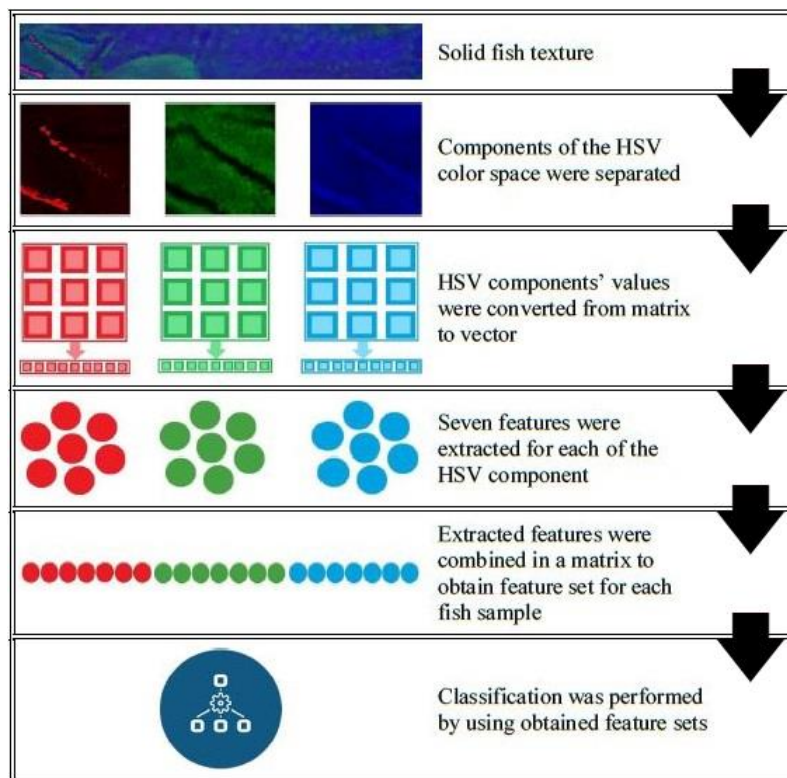 Solid fish texture
Components of the HSV
color space were separated
HSV components' values
were converted from matrix
to vector
Seven features were
extracted for each of the
HSV component
Extracted features were
combined in a matrix to
obtain feature set for each
fish sample
Classification was performed
by using obtained feature sets